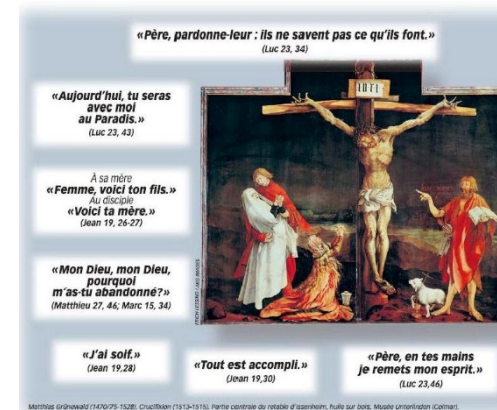 «Père, pardonne-leur : ils ne savent pas ce qu'ils font.»
(Luc 23, 34)
«Aujourd'hui, tu seras
avec moi
au Paradis.»
(Luc 23, 43)
À sa mère
«Femme, voici ton fils.»
Au disciple
«Voici ta mère.»
(Jean 19, 26-27)
«Mon Dieu, mon Dieu,
pourquoi
m'as-tu abandonné?»
(Matthieu 27, 46; Marc 15, 34)
«J'ai soif.»
(Jean 19,28)
«Tout est accompli.»
(Jean 19,30)
«Père, en tes mains
je remets mon esprit.»
(Luc 23,46)
INRI
Matthias Grünewald (1470/75-1528). Crucifixion (1513-1515). Partie centrale du retable d'Issenheim, huile sur bois. Musée Unterlinden (Colmar).